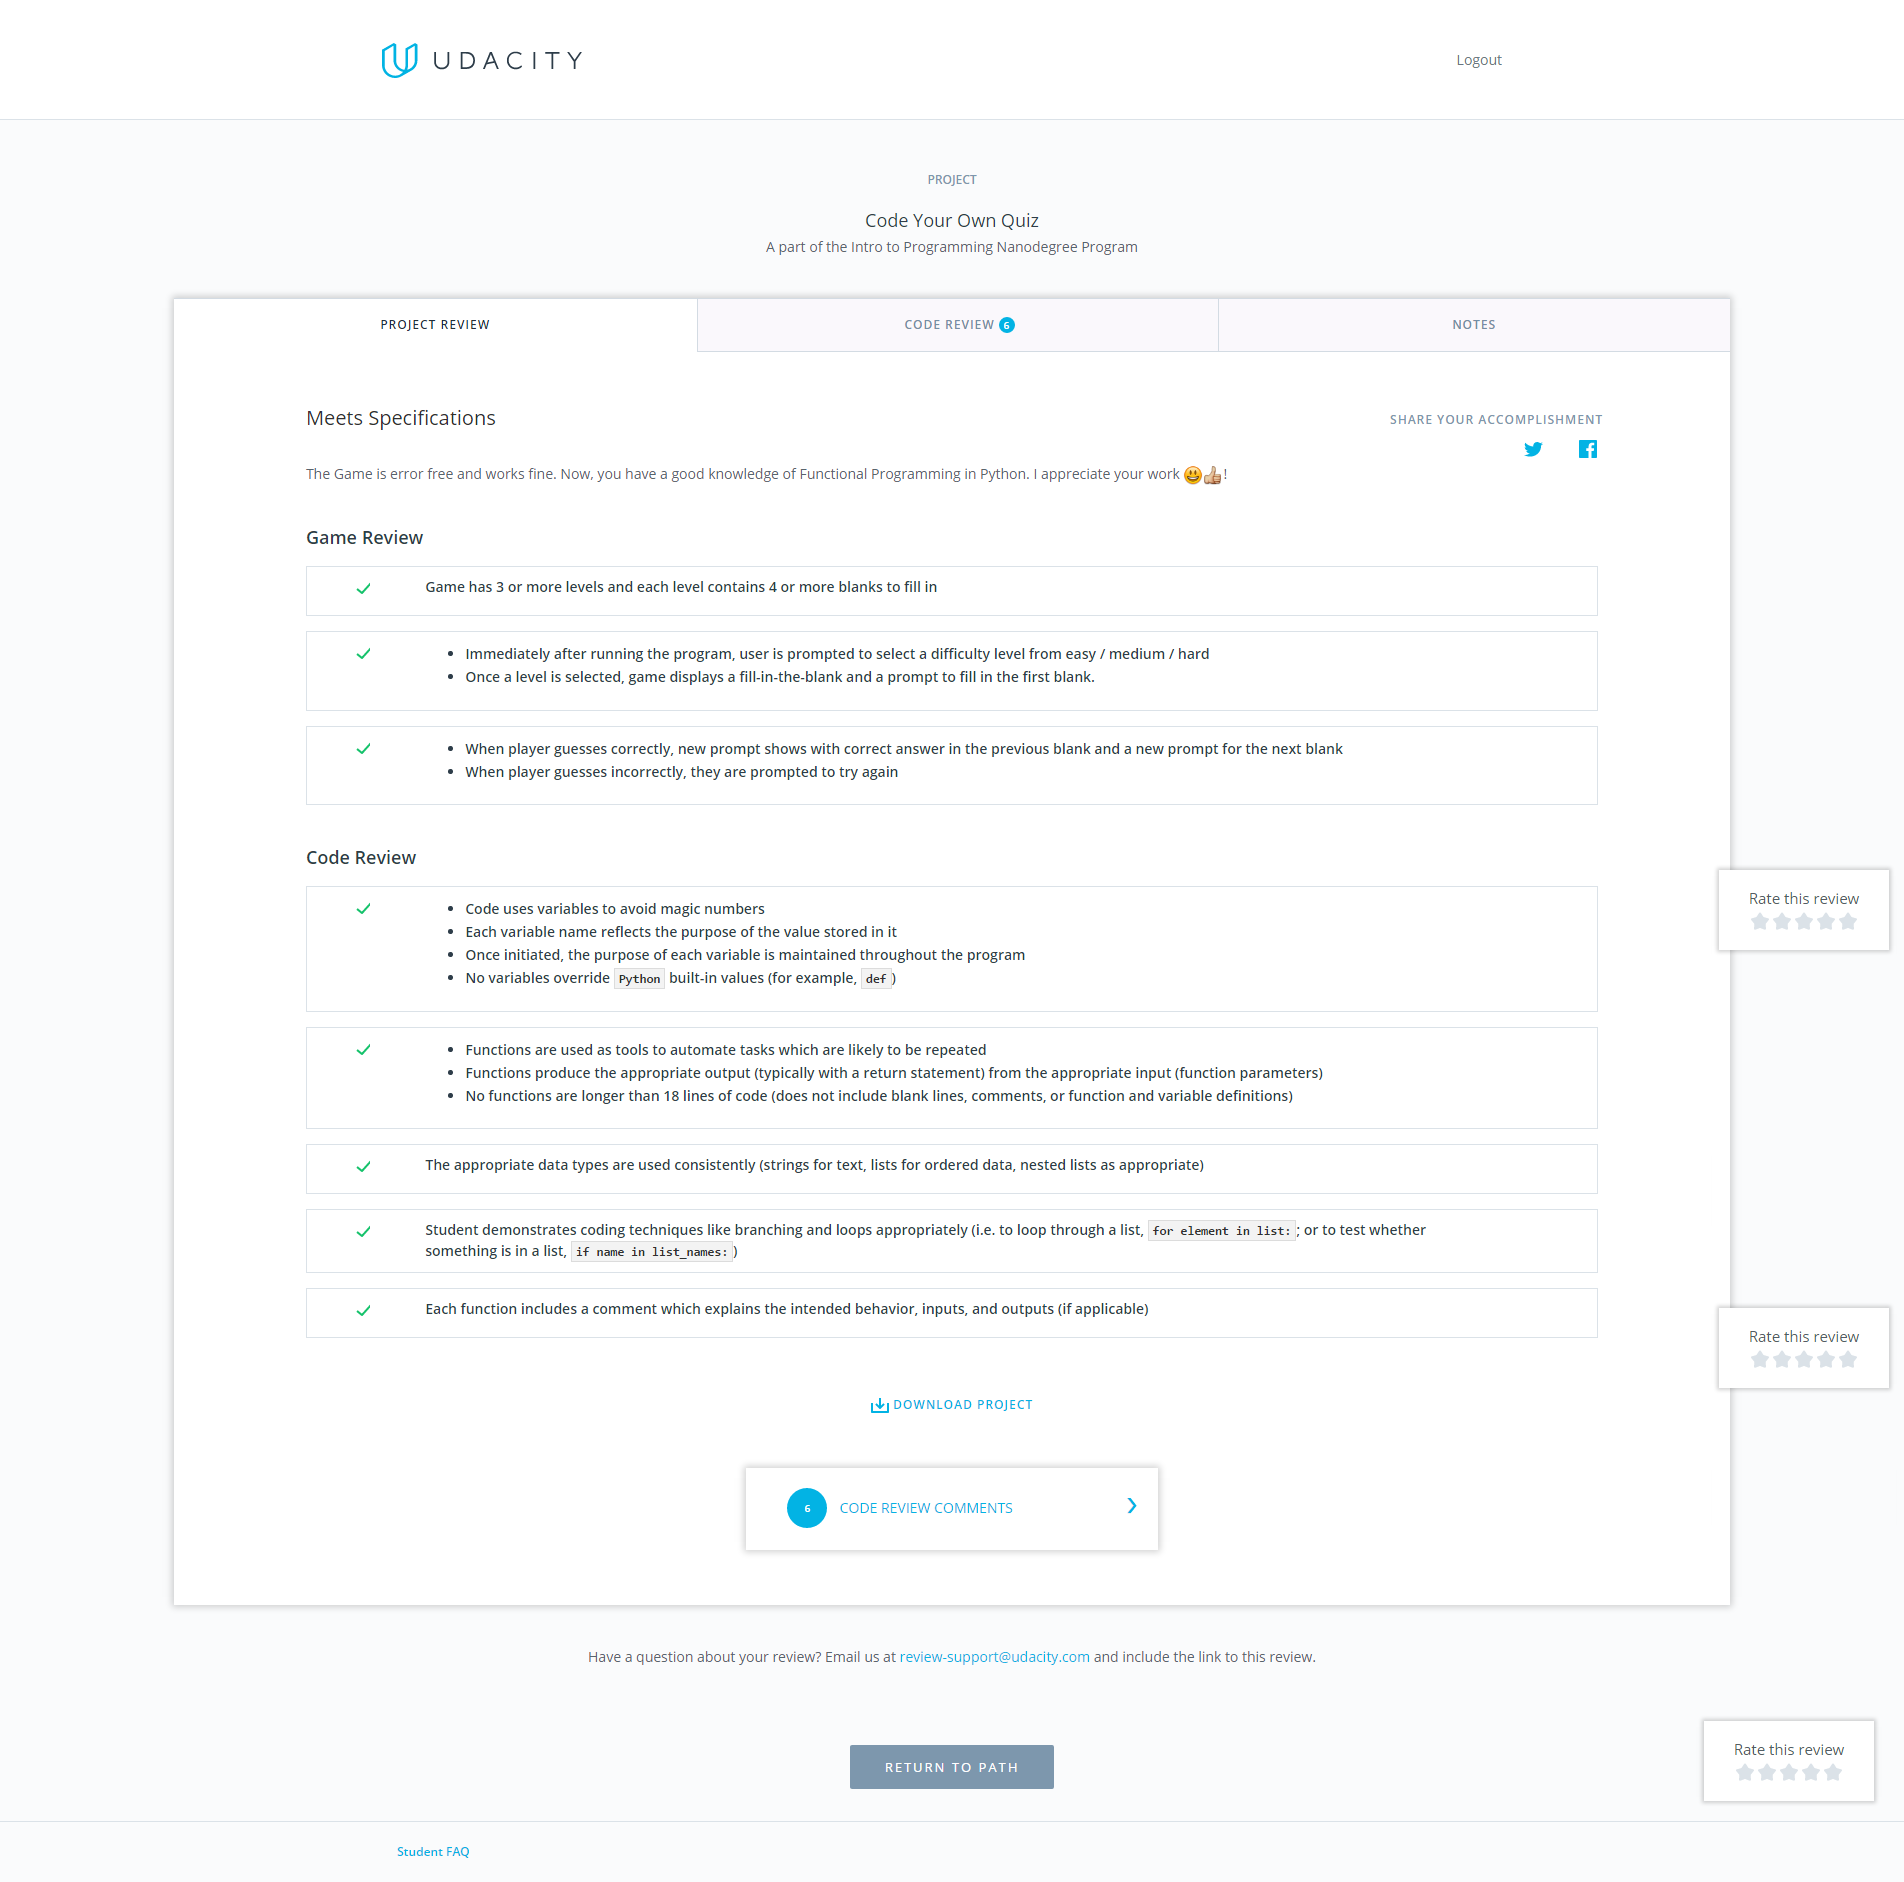 UDACITY
Logout
PROJECT
Code Your Own Quiz
A part of the Intro to Programming Nanodegree Program
PROJECT REVIEW
CODE REVIEW 6
NOTES
Meets Specifications
SHARE YOUR ACCOMPLISHMENT
The Game is error free and works fine. Now, you have a good knowledge of Functional Programming in Python. I appreciate your work 😃👍!
Game Review
Game has 3 or more levels and each level contains 4 or more blanks to fill in
• Immediately after running the program, user is prompted to select a difficulty level from easy / medium / hard
• Once a level is selected, game displays a fill-in-the-blank and a prompt to fill in the first blank.
• When player guesses correctly, new prompt shows with correct answer in the previous blank and a new prompt for the next blank
• When player guesses incorrectly, they are prompted to try again
Code Review
• Code uses variables to avoid magic numbers
• Each variable name reflects the purpose of the value stored in it
• Once initiated, the purpose of each variable is maintained throughout the program
• No variables override Python built-in values (for example, def)
Rate this review
• Functions are used as tools to automate tasks which are likely to be repeated
• Functions produce the appropriate output (typically with a return statement) from the appropriate input (function parameters)
• No functions are longer than 18 lines of code (does not include blank lines, comments, or function and variable definitions)
The appropriate data types are used consistently (strings for text, lists for ordered data, nested lists as appropriate)
Student demonstrates coding techniques like branching and loops appropriately (i.e. to loop through a list, for element in list:; or to test whether
something is in a list, if name in list_names:)
Each function includes a comment which explains the intended behavior, inputs, and outputs (if applicable)
Rate this review
DOWNLOAD PROJECT
6 CODE REVIEW COMMENTS
Have a question about your review? Email us at review-support@udacity.com and include the link to this review.
RETURN TO PATH
Rate this review
Student FAQ